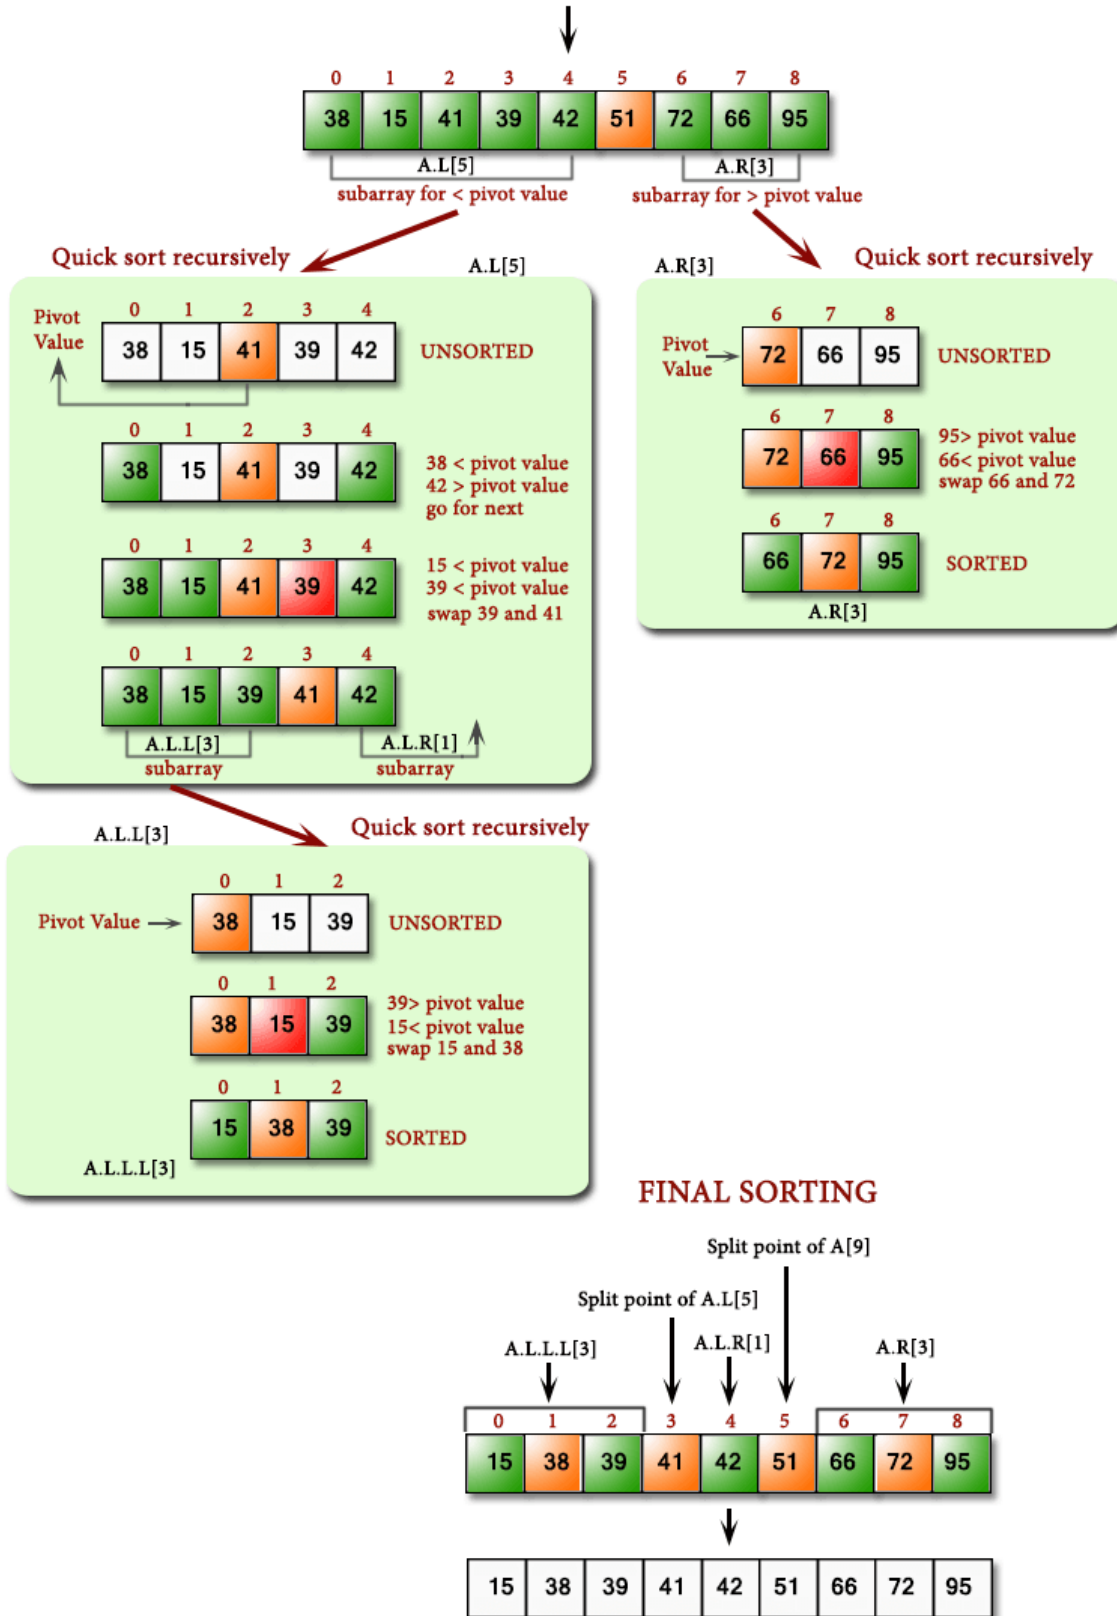 0 1 2 3 4 5 6 7 8
38 15 41 39 42 51 72 66 95
A.L[5] A.R[3]
subarray for < pivot value subarray for > pivot value
Quick sort recursively
A.L[5]
0 1 2 3 4
Pivot
Value
38 15 41 39 42
UNSORTED
0 1 2 3 4
38 15 41 39 42
38 < pivot value
42 > pivot value
go for next
0 1 2 3 4
38 15 41 39 42
15 < pivot value
39 < pivot value
swap 39 and 41
0 1 2 3 4
38 15 39 41 42
A.L.L[3] A.L.R[1]
subarray subarray
A.R[3]
Quick sort recursively
6 7 8
Pivot
Value
72 66 95
UNSORTED
6 7 8
72 66 95
95> pivot value
66< pivot value
swap 66 and 72
6 7 8
66 72 95
SORTED
A.R[3]
A.L.L[3]
Quick sort recursively
0 1 2
Pivot Value
38 15 39
UNSORTED
0 1 2
38 15 39
39> pivot value
15< pivot value
swap 15 and 38
0 1 2
15 38 39
SORTED
A.L.L.L[3]
FINAL SORTING
Split point of A[9]
Split point of A.L[5]
A.L.L.L[3] A.L.R[1] A.R[3]
0 1 2 3 4 5 6 7 8
15 38 39 41 42 51 66 72 95
15 38 39 41 42 51 66 72 95